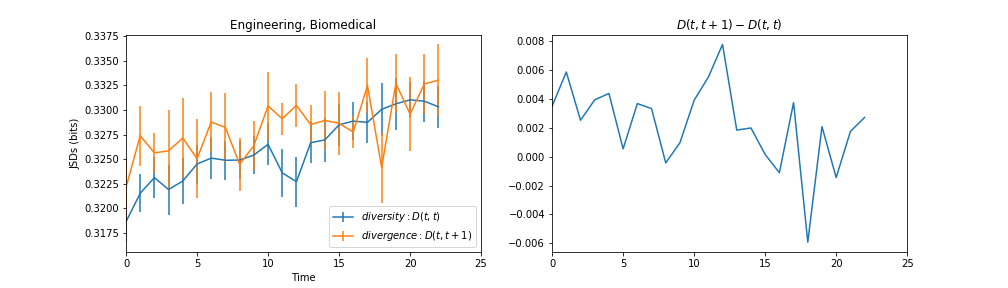 Engineering, Biomedical
JSDs (bits)
0.3375
0.3350
0.3325
0.3300
0.3275
0.3250
0.3225
0.3200
0.3175
diversity: D(t, t)
divergence: D(t, t + 1)
0 5 10 15 20 25
Time
D(t, t + 1) − D(t, t)
0.008
0.006
0.004
0.002
0.000
−0.002
−0.004
−0.006
0 5 10 15 20 25